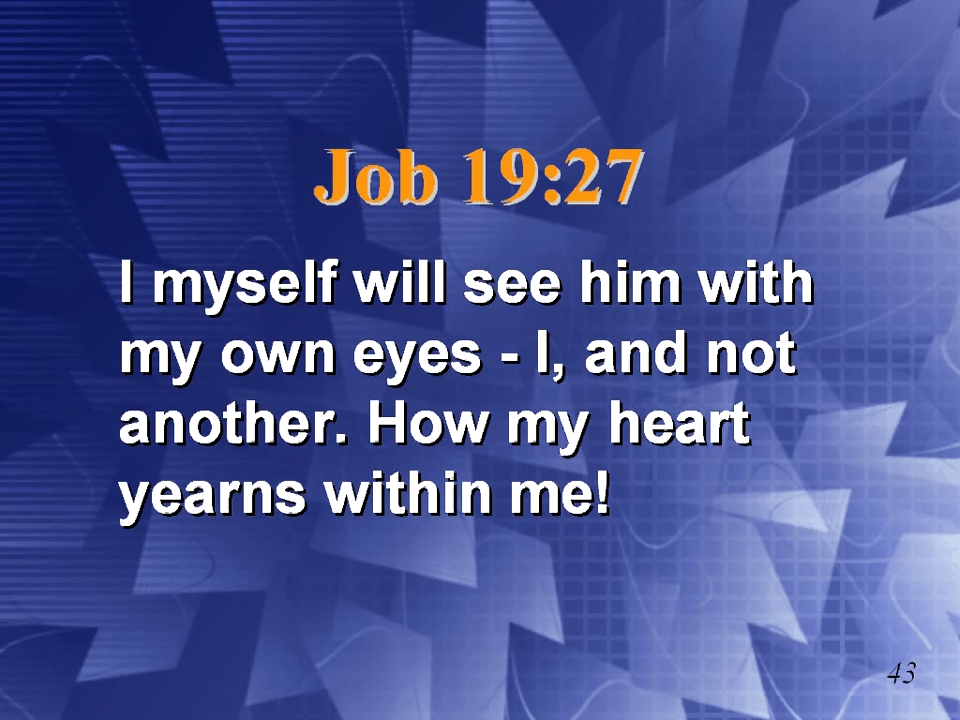 Job 19:27
I myself will see him with
my own eyes - I, and not
another. How my heart
yearns within me!
43